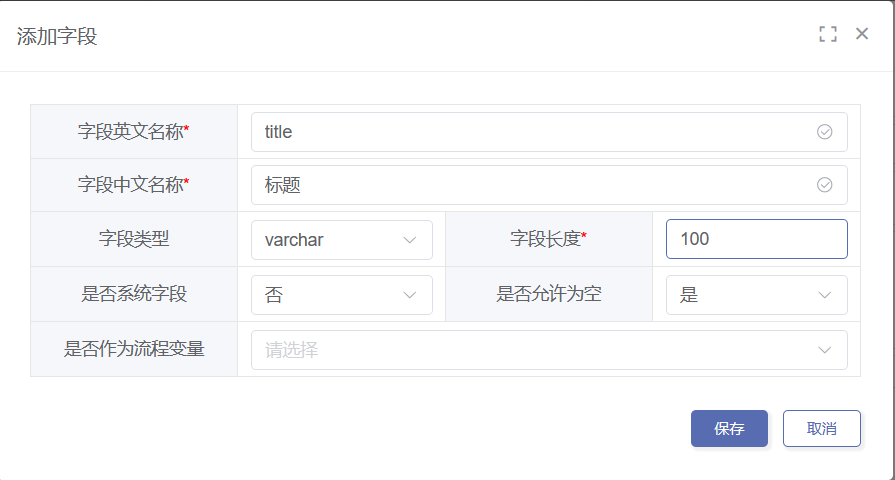 添加字段
字段英文名称* title
字段中文名称* 标题
字段类型 varchar 字段长度* 100
是否系统字段 否 是否允许为空 是
是否作为流程变量 请选择
保存 取消